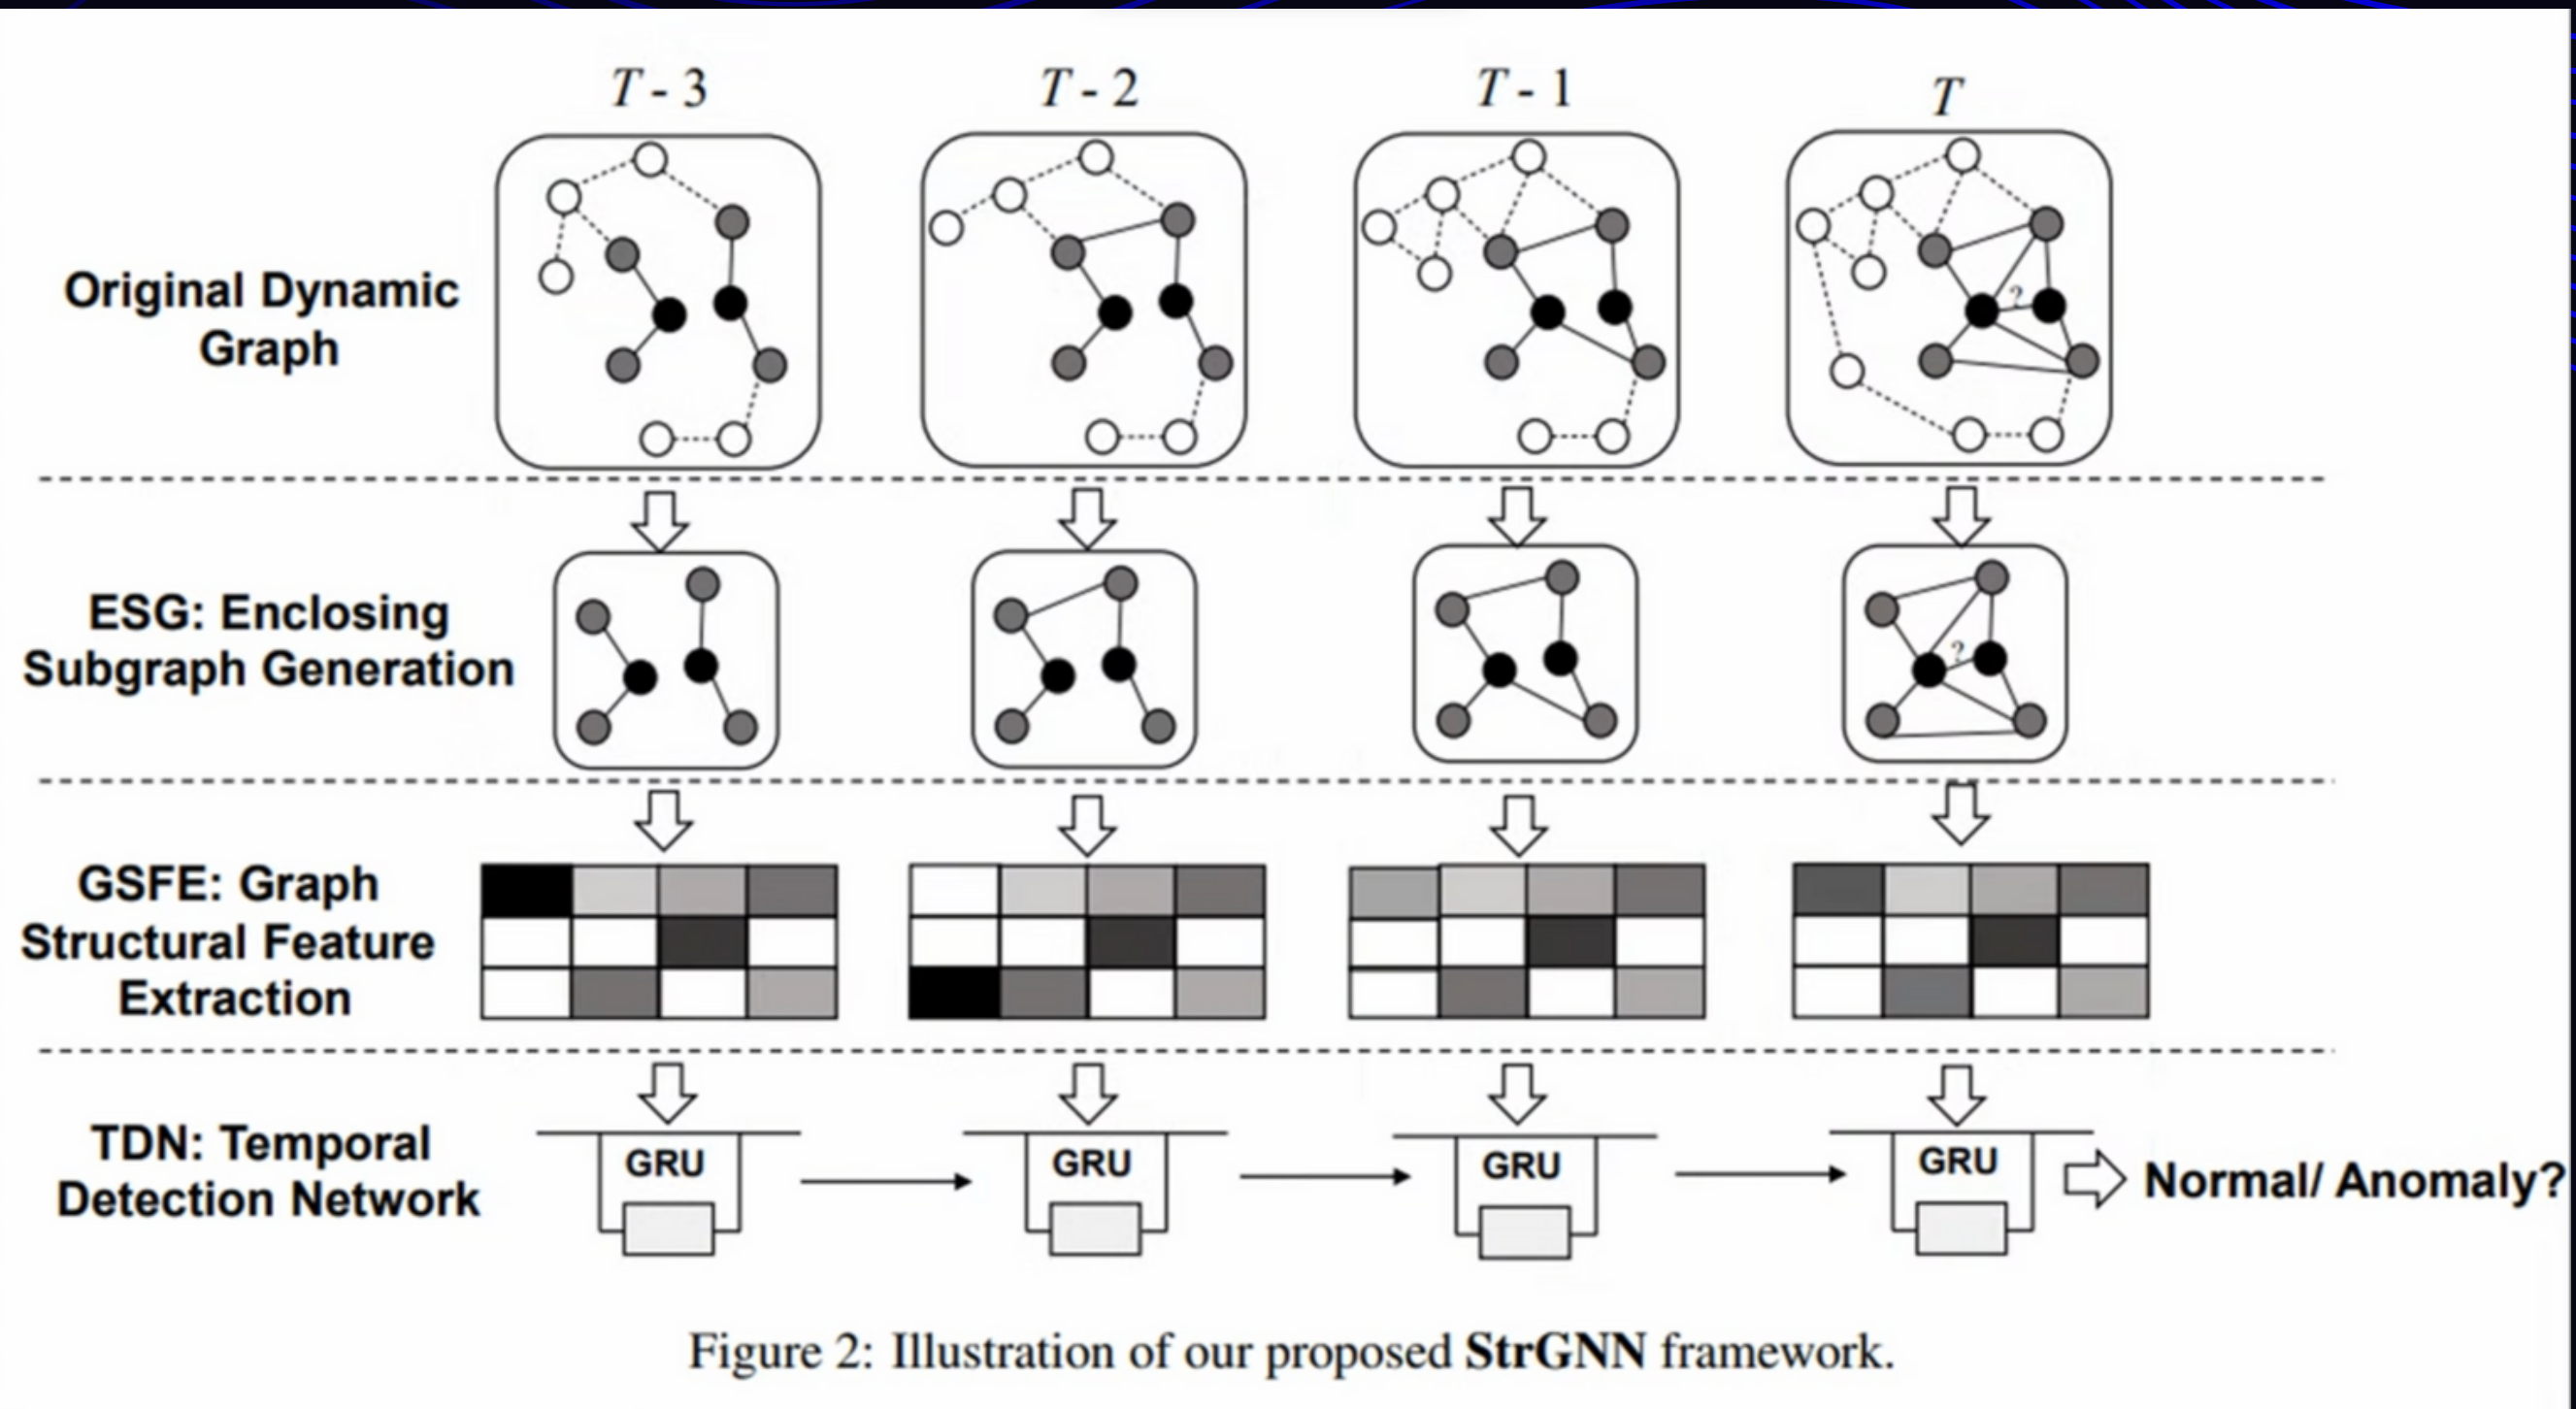 T - 3
T - 2
T - 1
T
Original Dynamic
Graph
?
ESG: Enclosing
Subgraph Generation
?
GSFE: Graph
Structural Feature
Extraction
TDN: Temporal
Detection Network
GRU
GRU
GRU
GRU
Normal/ Anomaly?
Figure 2: Illustration of our proposed StrGNN framework.